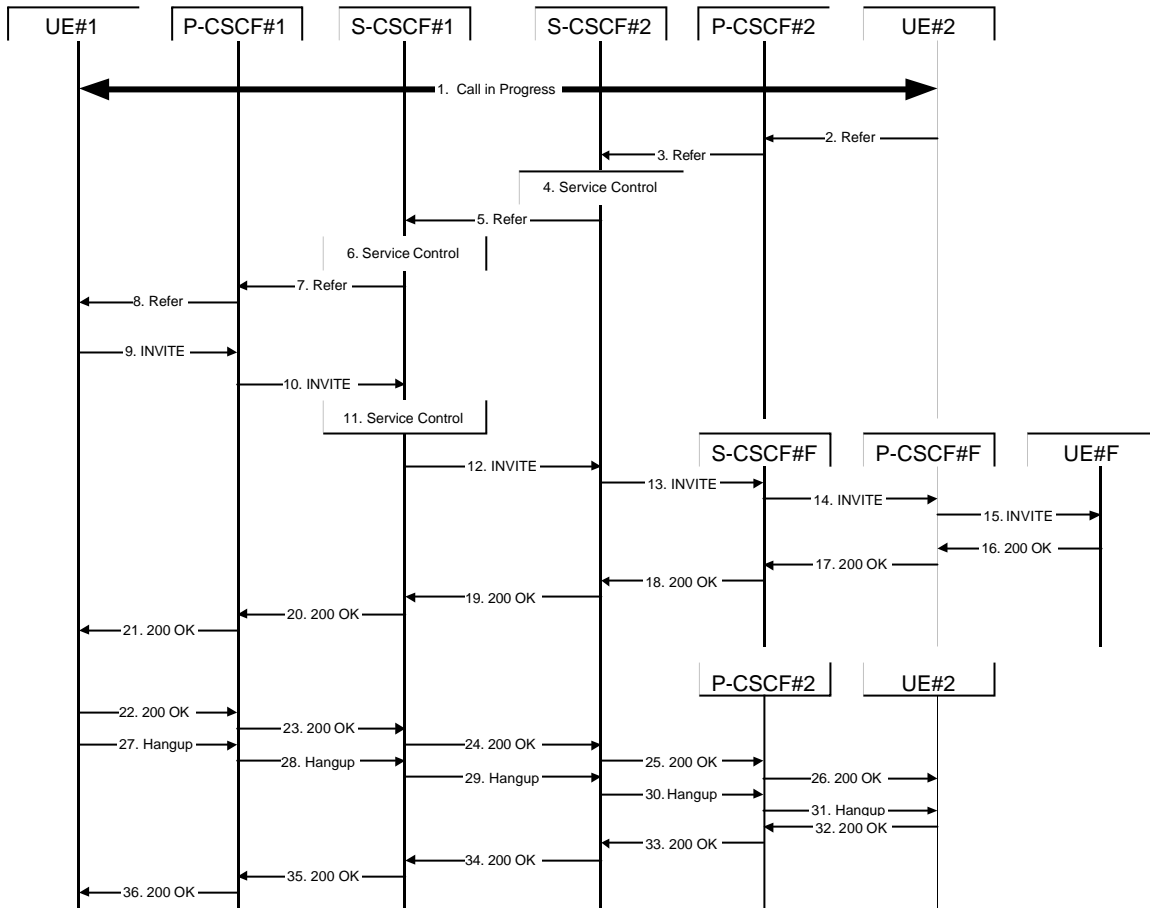 UE#1
P-CSCF#1
S-CSCF#1
S-CSCF#2
P-CSCF#2
UE#2
1. Call in Progress
2. Refer
3. Refer
4. Service Control
5. Refer
6. Service Control
7. Refer
8. Refer
9. INVITE
10. INVITE
11. Service Control
S-CSCF#F
P-CSCF#F
UE#F
12. INVITE
13. INVITE
14. INVITE
15. INVITE
16. 200 OK
17. 200 OK
18. 200 OK
19. 200 OK
20. 200 OK
21. 200 OK
P-CSCF#2
UE#2
22. 200 OK
23. 200 OK
27. Hangup
24. 200 OK
28. Hangup
25. 200 OK
29. Hangup
26. 200 OK
30. Hangup
31. Hangup
32. 200 OK
33. 200 OK
34. 200 OK
35. 200 OK
36. 200 OK